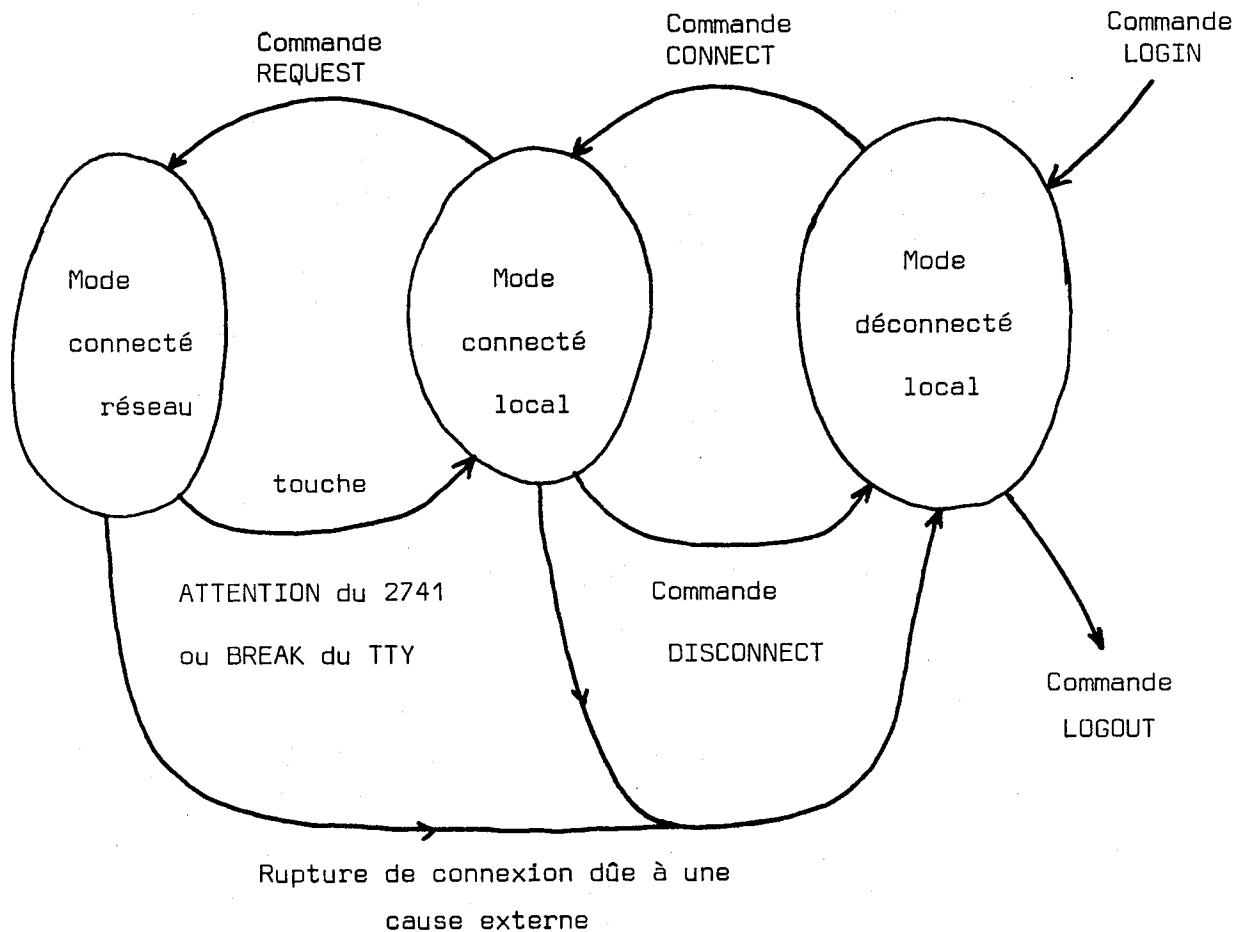 Commande
REQUEST
Commande
CONNECT
Commande
LOGIN
Mode
connecté
réseau
Mode
connecté
local
Mode
déconnecté
local
touche
ATTENTION du 2741
ou BREAK du TTY
Commande
DISCONNECT
Commande
LOGOUT
Rupture de connexion dûe à une
cause externe